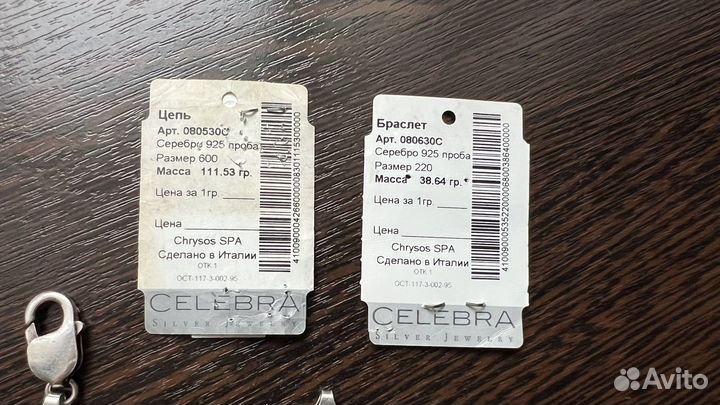 Цепь
Арт. 080530С
Серебро 925 проба
Размер 600
Масса 111.53 гр.
Цена за 1гр.
Цена
Chrysos SPA
Сделано в Италии
ОТК 1
ОСТ-117-3-002-95
CELEBRA
SILVER JEWELRY
Браслет
Арт. 080630С
Серебро 925 проба
Размер 220
Масса 38.64 гр.
Цена за 1гр.
Цена
Chrysos SPA
Сделано в Италии
ОТК 1
ОСТ-117-3-002-95
CELEBRA
SILVER JEWELRY
Avito